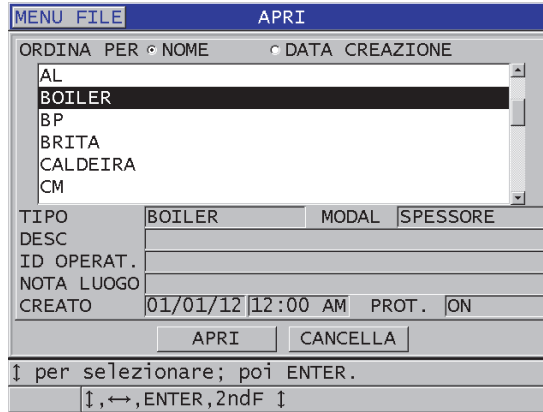 MENU FILE APRI
ORDINA PER NOME DATA CREAZIONE
AL
BOILER
BP
BRITA
CALDEIRA
CM
TIPO BOILER MODAL SPESSORE
DESC
ID OPERAT.
NOTA LUOGO
CREATO 01/01/12 12:00 AM PROT. ON
APRI CANCELLA
↕ per selezionare; poi ENTER.
↕,↔,ENTER,2ndF ↕